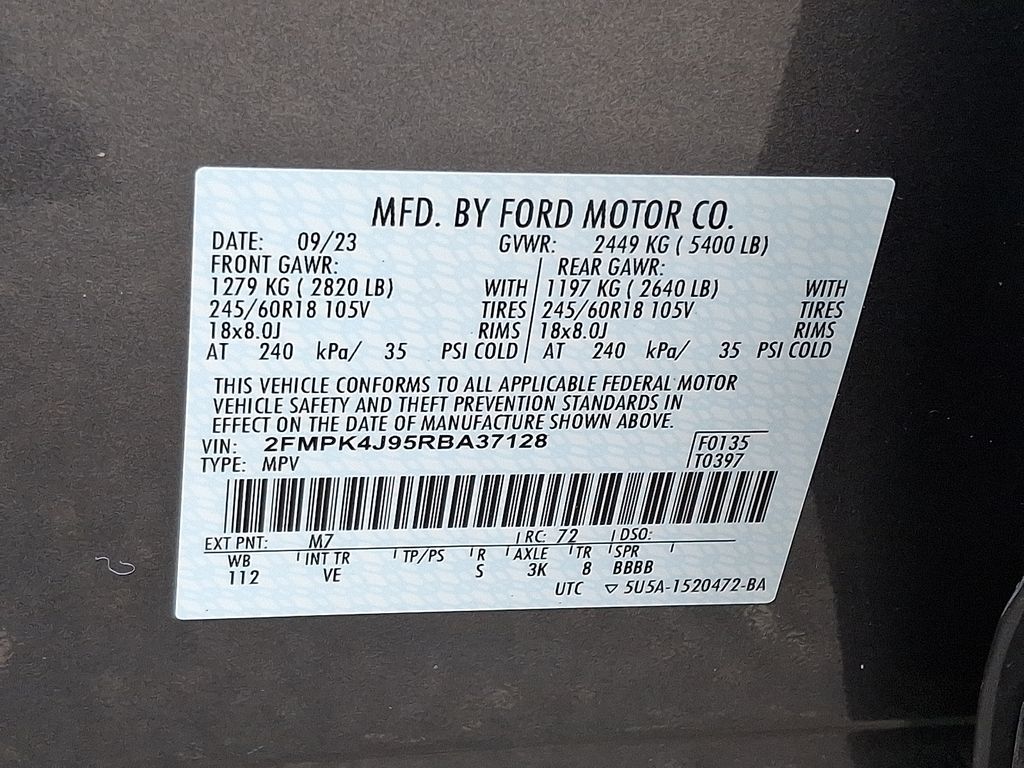 MFD. BY FORD MOTOR CO.
DATE: 09/23 GVWR: 2449 KG ( 5400 LB)
FRONT GAWR: REAR GAWR:
1279 KG ( 2820 LB) WITH 1197 KG ( 2640 LB) WITH
245/60R18 105V TIRES 245/60R18 105V TIRES
18x8.0J RIMS 18x8.0J RIMS
AT 240 kPa/ 35 PSI COLD AT 240 kPa/ 35 PSI COLD
THIS VEHICLE CONFORMS TO ALL APPLICABLE FEDERAL MOTOR
VEHICLE SAFETY AND THEFT PREVENTION STANDARDS IN
EFFECT ON THE DATE OF MANUFACTURE SHOWN ABOVE.
VIN: 2FMPK4J95RBA37128 F0135
TYPE: MPV T0397
EXT PNT: M7 RC: 72 DSO:
WB INT TR TP/PS R AXLE TR SPR
112 VE S 3K 8 BBBB
UTC ▽ 5U5A-1520472-BA